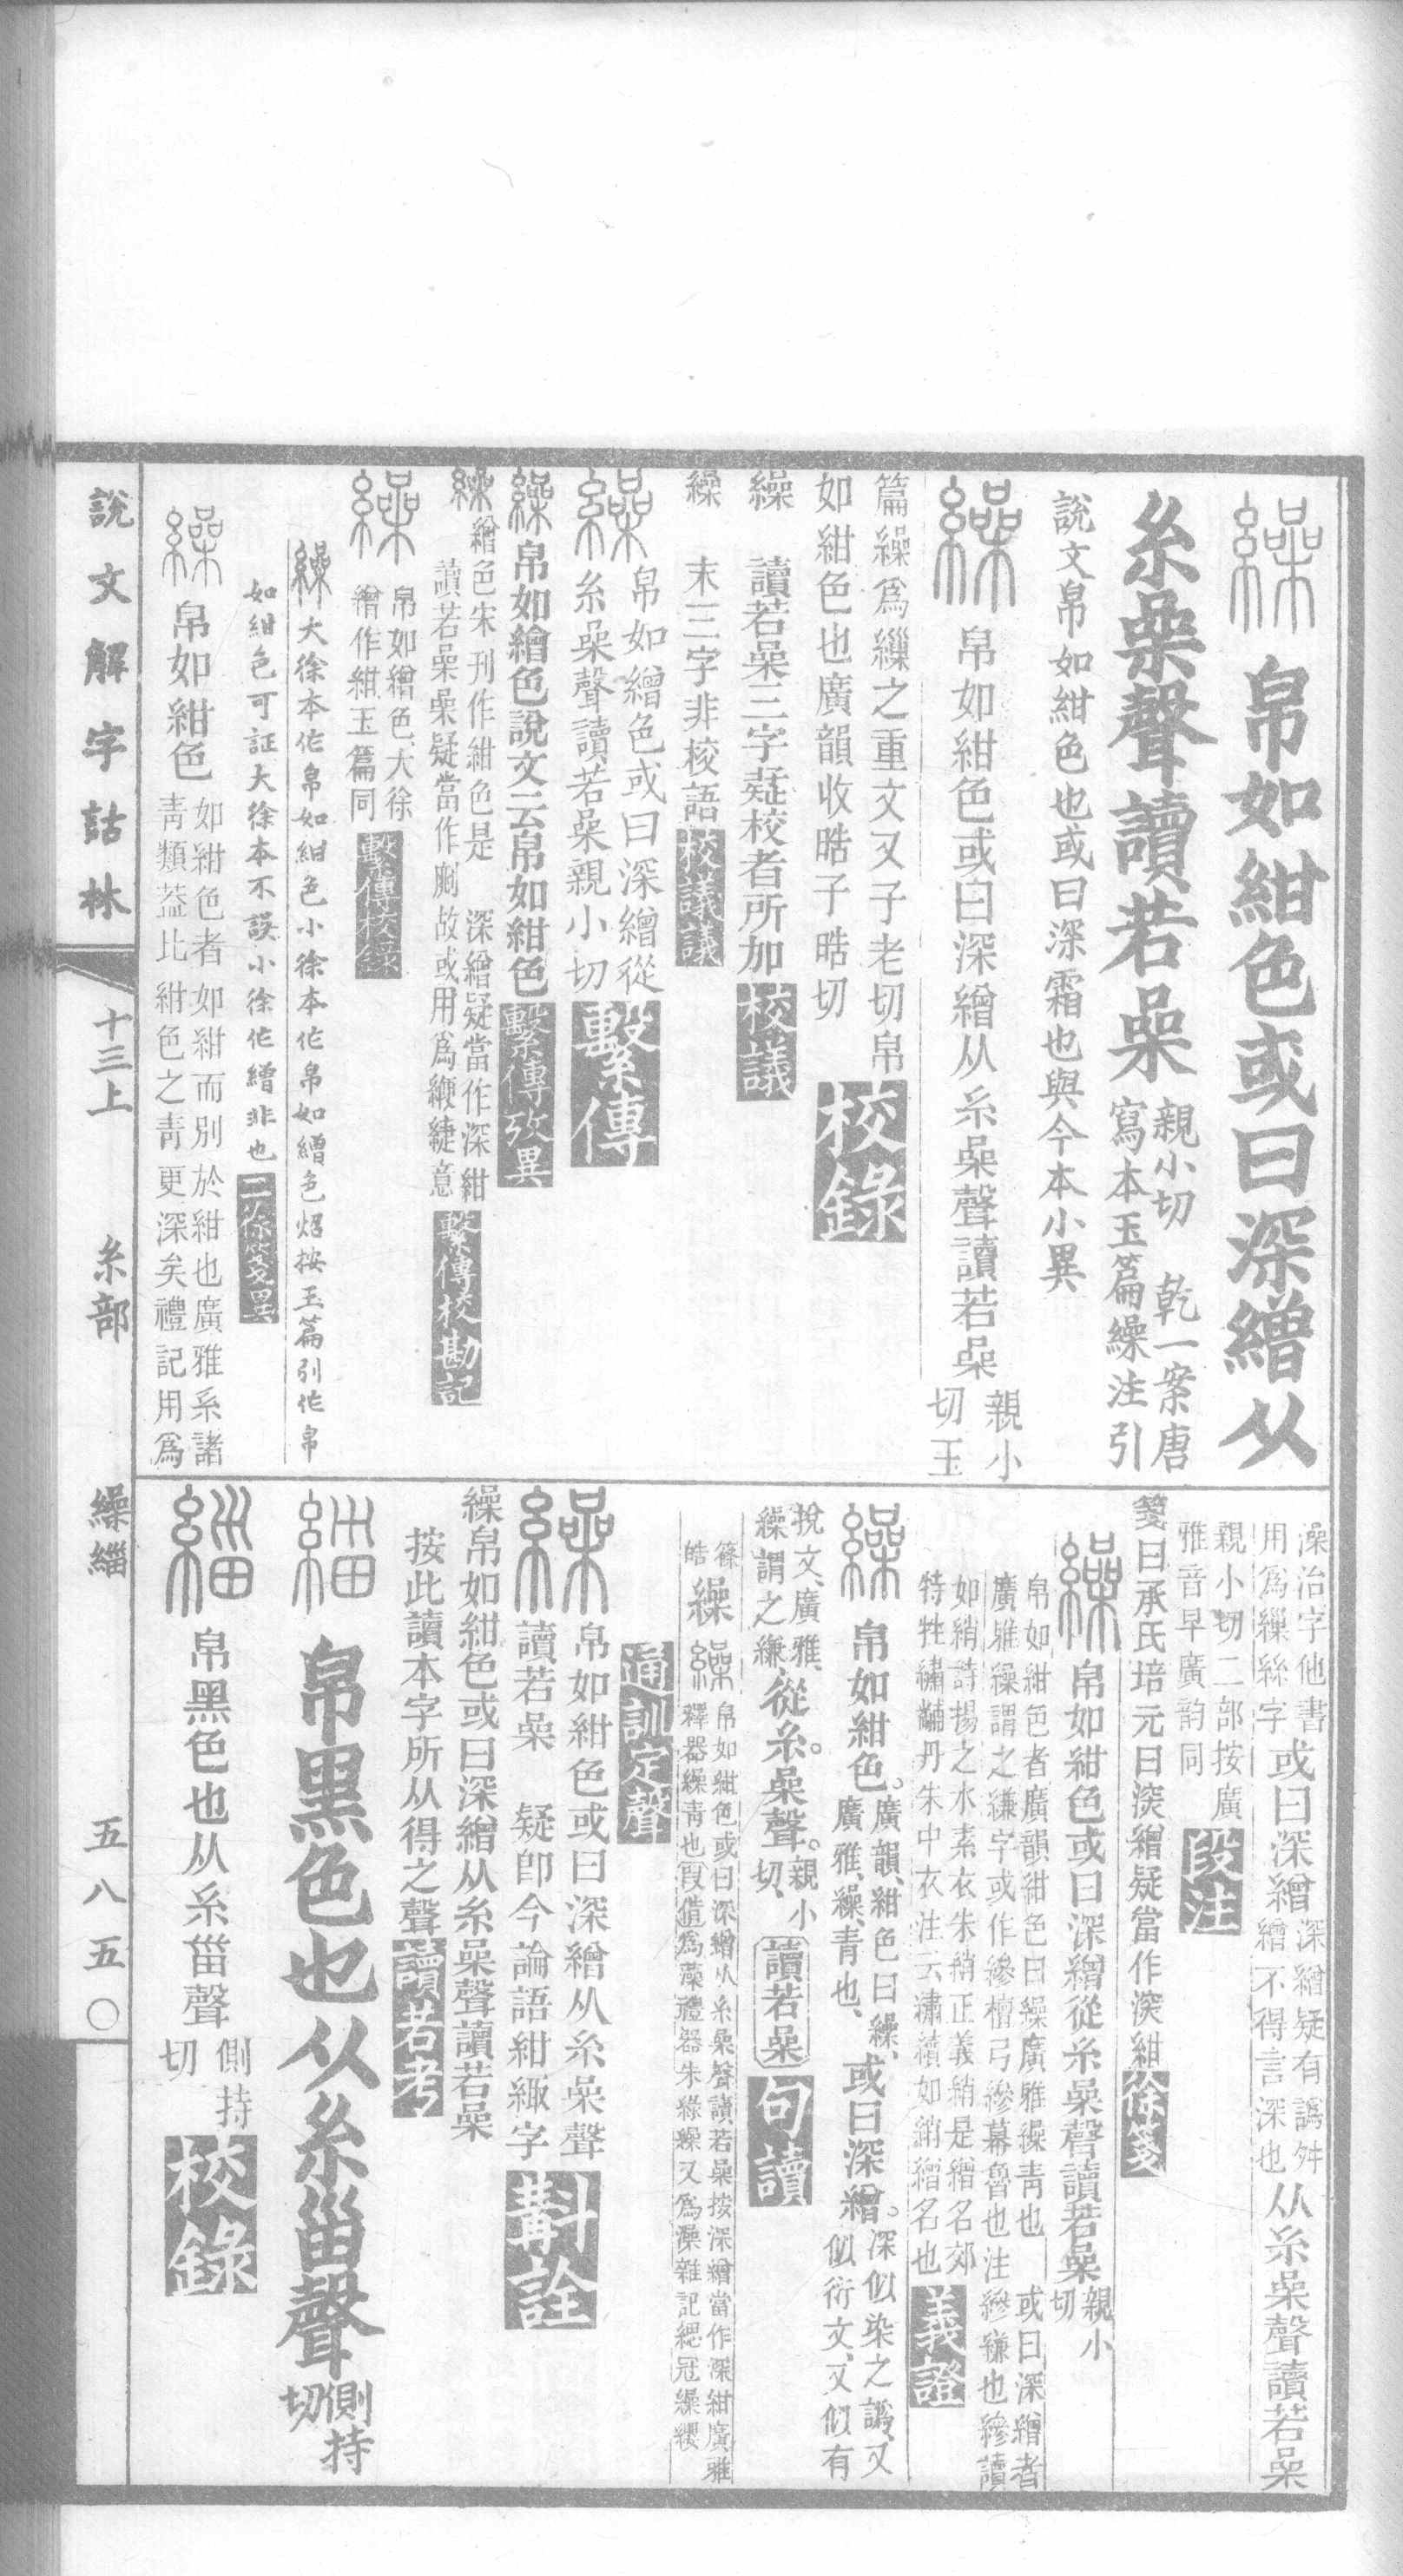 繰 帛如紺色或曰深繒从
糸喿聲讀若喿 親小切 乾一案唐
寫本玉篇繰注引
說文帛如紺色也或曰深霜也與今本小異
繰 帛如紺色或曰深繒从糸喿聲讀若喿 親小
切玉
篇繰爲繅之重文又子老切帛
如紺色也廣韻收晧子晧切 校錄
繰 讀若喿三字疑校者所加 校議
繰 末三字非校語 校議議
繰 帛如繒色或曰深繒從
糸喿聲讀若喿親小切 繫傳
繰帛如繒色說文云帛如紺色 繫傳攷異
繰 繒色朱刊作紺色是 深繒疑當作深紺
讀若喿喿疑當作劋故或用爲緶緁意 繫傳校勘記
繰 帛如繒色大徐
繒作紺玉篇同 繫傳校錄
繰大徐本作帛如紺色小徐本作帛如繒色炤按玉篇引作帛
如紺色可証大徐本不誤小徐作繒非也 二徐箋異
繰 帛如紺色 如紺色者如紺而別於紺也廣雅系諸
青類葢比紺色之青更深矣禮記用爲
澡治字他書
用爲繅絲字 或曰深繒 深繒疑有譌舛
繒不得言深也 从糸喿聲讀若喿
親小切二部按廣
雅音早廣韵同 段注
箋曰承氏培元曰深繒疑當作深紺 徐箋
繰 帛如紺色或曰深繒從糸喿聲讀若喿 親小
切
帛如紺色者廣韻紺色曰繰廣雅繰青也 或曰深繒者
廣雅繰謂之縑字或作縿檀弓縿幕魯也注縿縑也縿讀
如綃詩揚之水素衣朱綃正義綃是繒名郊
特牲繡黼丹朱中衣注云繡讀如綃繒名也 義證
繰 帛如紺色。廣韻、紺色曰繰、
廣雅、繰、青也、 或曰深繒。深似染之譌、又
似衍文、又似有
捝文、廣雅、
繰謂之縑、 從糸。喿聲。親小
切、 讀若喿 句讀
篠
皓 繰 繰 帛如紺色或曰深繒从糸喿聲讀若喿按深繒當作深紺廣雅
釋器繰青也 叚借爲藻禮器朱綠繰又爲澡雜記緦冠繰纓
通訓定聲
繰 帛如紺色或曰深繒从糸喿聲
讀若喿 疑卽今論語紺緅字 斠詮
繰帛如紺色或曰深繒从糸喿聲讀若喿
按此讀本字所从得之聲 讀若考
緇 帛黑色也从糸甾聲 側持
切
緇 帛黑色也从糸甾聲 側持
切 校錄
說文解字詁林 十三上 糸部 繰緇 五八五〇